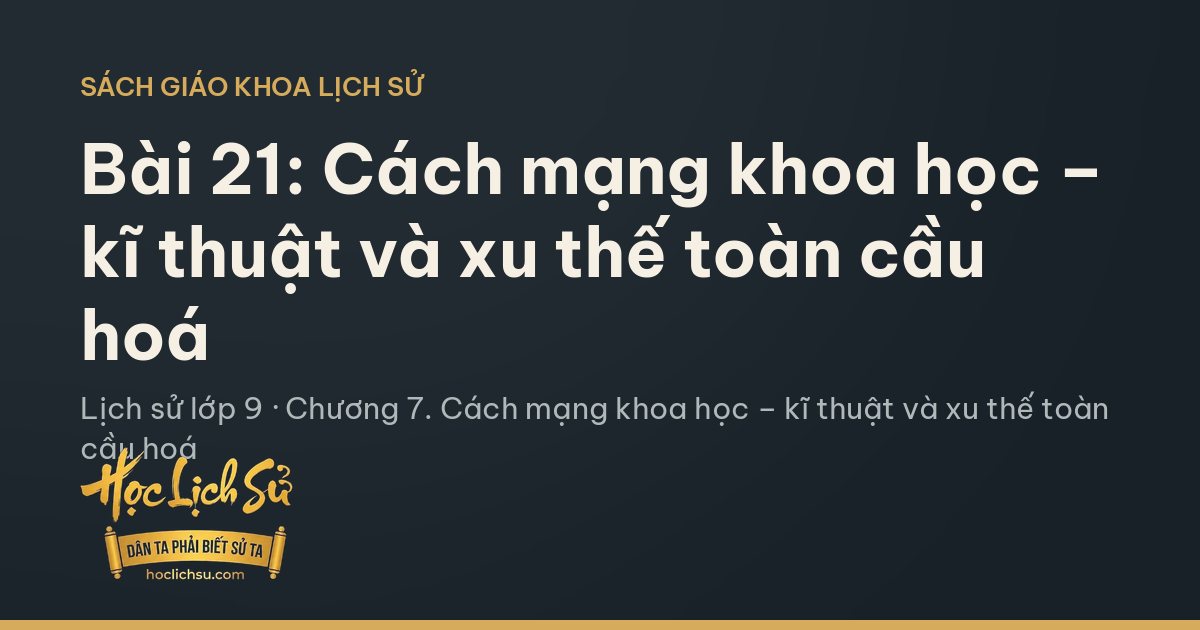 SÁCH GIÁO KHOA LỊCH SỬ
Bài 21: Cách mạng khoa học –
kĩ thuật và xu thế toàn cầu
hoá
Lịch sử lớp 9 · Chương 7. Cách mạng khoa học – kĩ thuật và xu thế toàn
cầu hoá
Học Lịch Sử
DÂN TA PHẢI BIẾT SỬ TA
hoclichsu.com